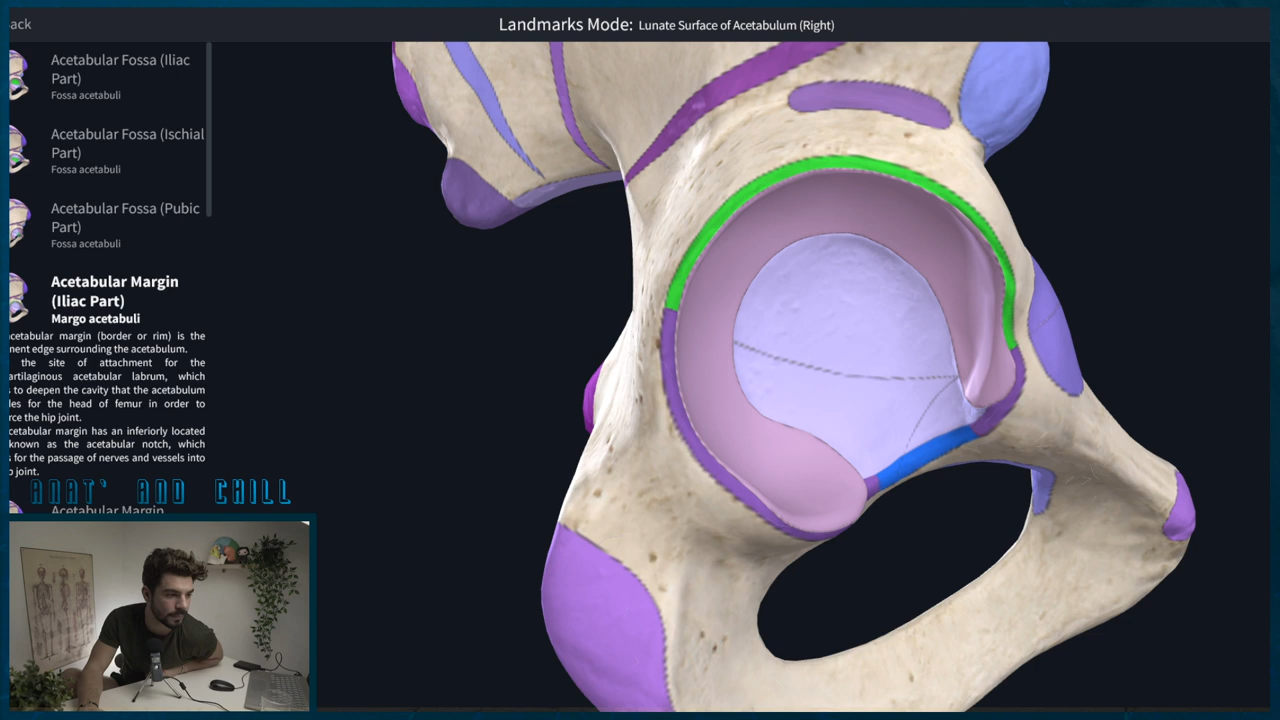 ack
Landmarks Mode: Lunate Surface of Acetabulum (Right)
Acetabular Fossa (Iliac
Part)
Fossa acetabuli
Acetabular Fossa (Ischial
Part)
Fossa acetabuli
Acetabular Fossa (Pubic
Part)
Fossa acetabuli
Acetabular Margin
(Iliac Part)
Margo acetabuli
acetabular margin (border or rim) is the
nent edge surrounding the acetabulum.
the site of attachment for the
artilaginous acetabular labrum, which
s to deepen the cavity that the acetabulum
des for the head of femur in order to
rce the hip joint.
cetabular margin has an inferiorly located
known as the acetabular notch, which
s for the passage of nerves and vessels into
p joint.
ANAT' AND CHILL
Acetabular Margin